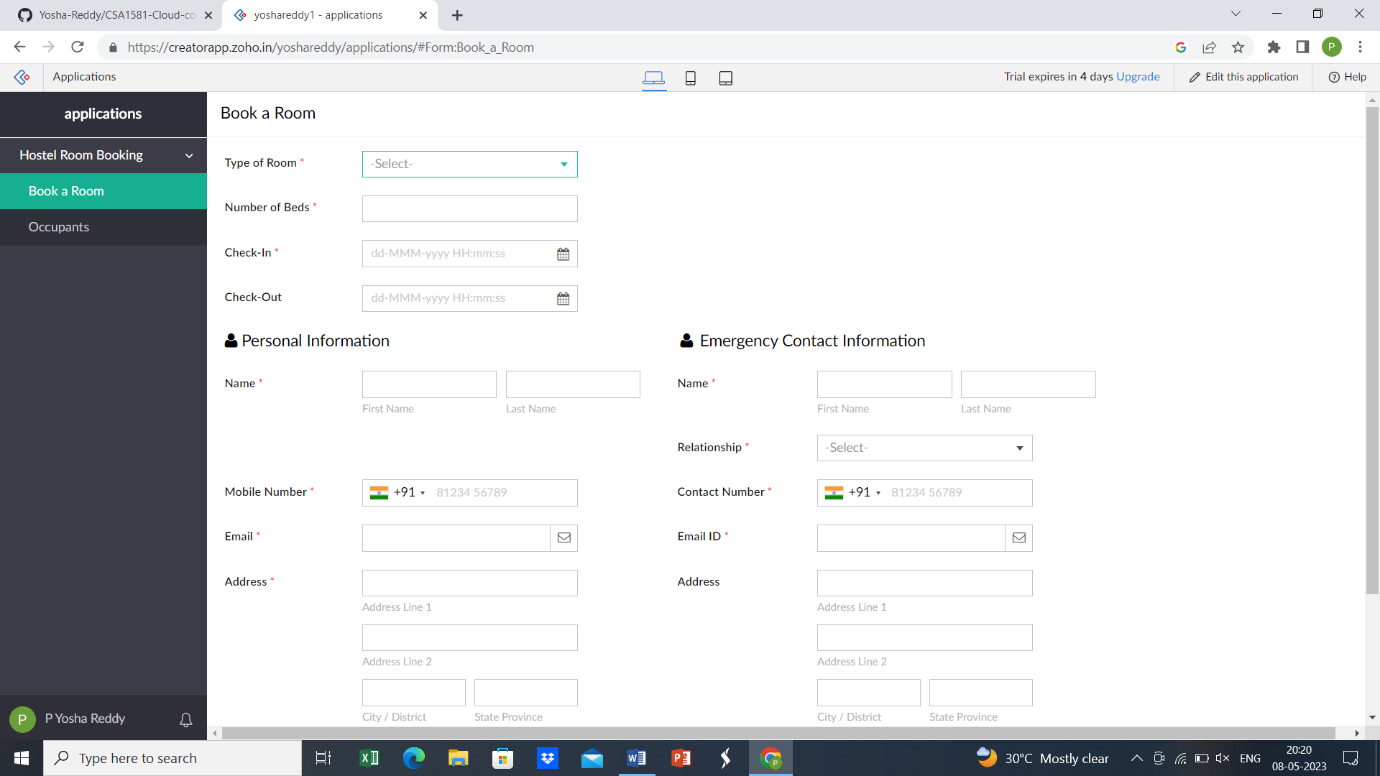 Yosha-Reddy/CSA1581-Cloud-co
yoshareddy1 - applications
https://creatorapp.zoho.in/yoshareddy/applications/#Form:Book_a_Room
P
Applications
Trial expires in 4 days Upgrade
Edit this application
Help
applications
Hostel Room Booking
Book a Room
Occupants
P
P Yosha Reddy
Book a Room
Type of Room *
-Select-
Number of Beds *
Check-In *
dd-MMM-yyyy HH:mm:ss
Check-Out
dd-MMM-yyyy HH:mm:ss
Personal Information
Name *
First Name
Last Name
Mobile Number *
+91
81234 56789
Email *
Address *
Address Line 1
Address Line 2
City / District
State Province
Emergency Contact Information
Name *
First Name
Last Name
Relationship *
-Select-
Contact Number *
+91
81234 56789
Email ID *
Address
Address Line 1
Address Line 2
City / District
State Province
Type here to search
30°C Mostly clear
ENG
20:20
08-05-2023